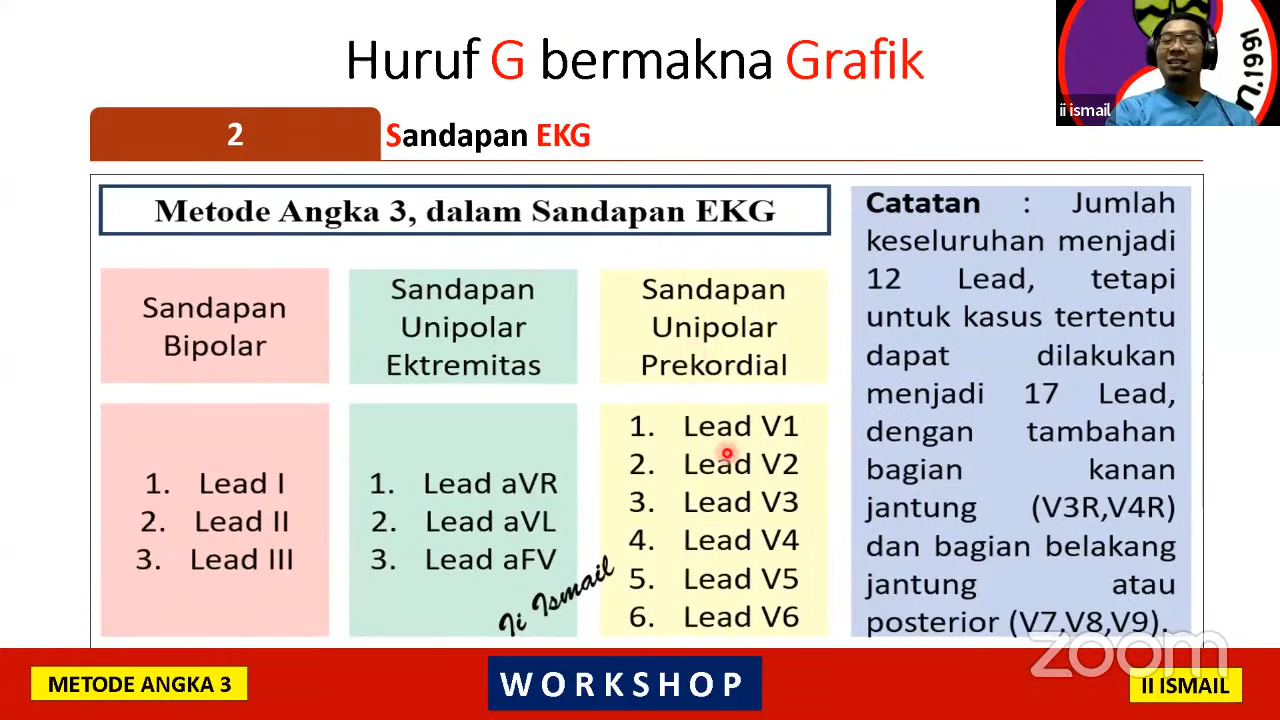 Huruf G bermakna Grafik
ii ismail
2
Sandapan EKG
Metode Angka 3, dalam Sandapan EKG
Sandapan
Bipolar
1. Lead I
2. Lead II
3. Lead III
Sandapan
Unipolar
Ektremitas
1. Lead aVR
2. Lead aVL
3. Lead aFV
Sandapan
Unipolar
Prekordial
1. Lead V1
2. Lead V2
3. Lead V3
4. Lead V4
5. Lead V5
6. Lead V6
Ii Ismail
Catatan : Jumlah
keseluruhan menjadi
12 Lead, tetapi
untuk kasus tertentu
dapat dilakukan
menjadi 17 Lead,
dengan tambahan
bagian kanan
jantung (V3R,V4R)
dan bagian belakang
jantung atau
posterior (V7,V8,V9).
zoom
METODE ANGKA 3
WORKSHOP
II ISMAIL